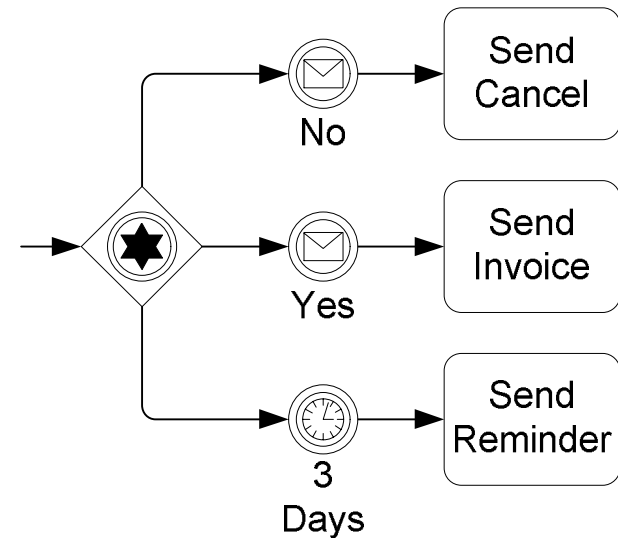 Send
Cancel
No
Send
Invoice
Yes
Send
Reminder
3
Days